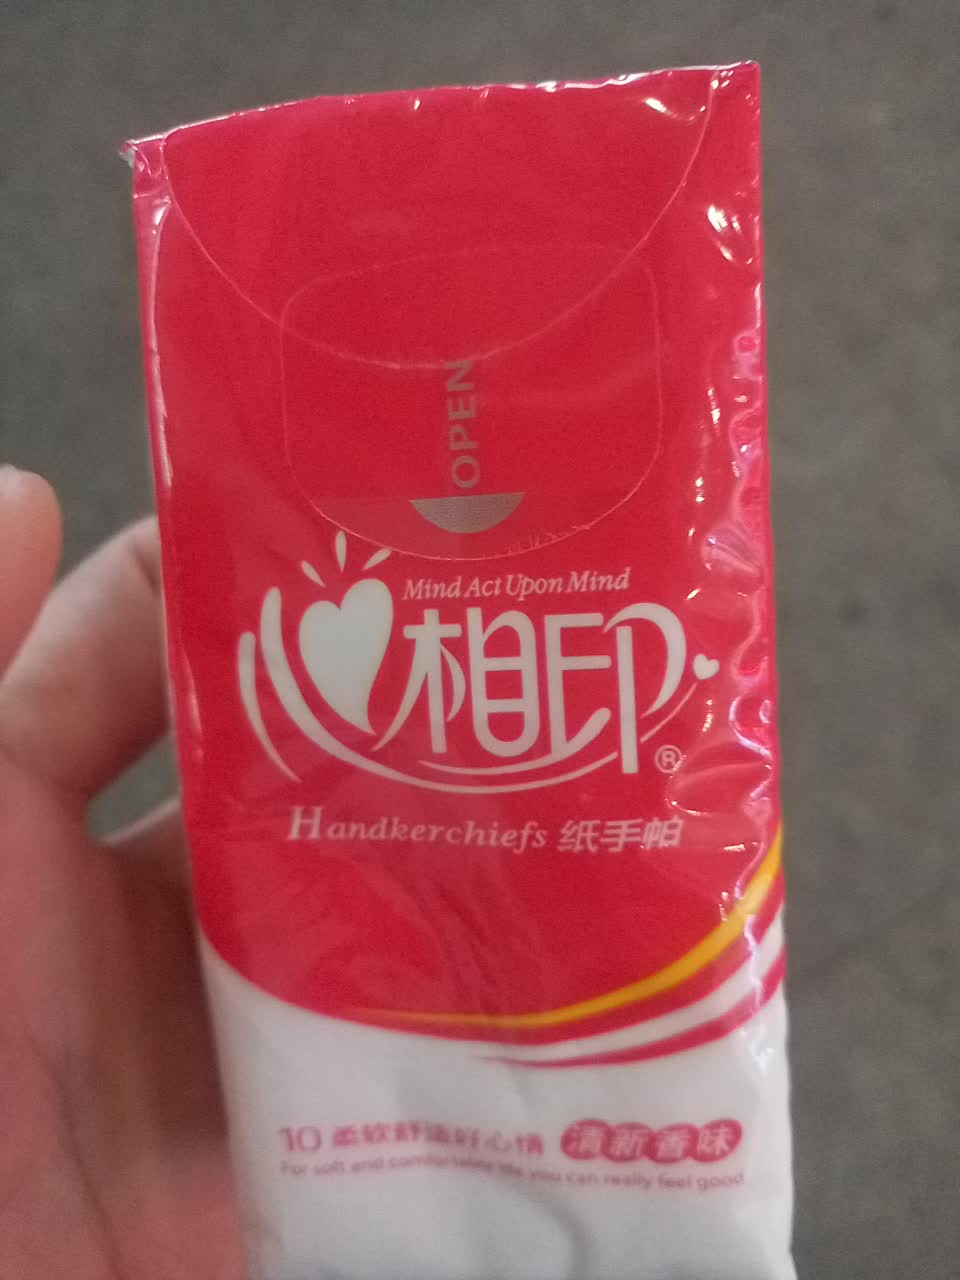 OPEN
Mind Act Upon Mind
心相印®
Handkerchiefs 纸手帕
10 柔软舒适好心情 清新香味
For soft and comfortable life you can really feel good